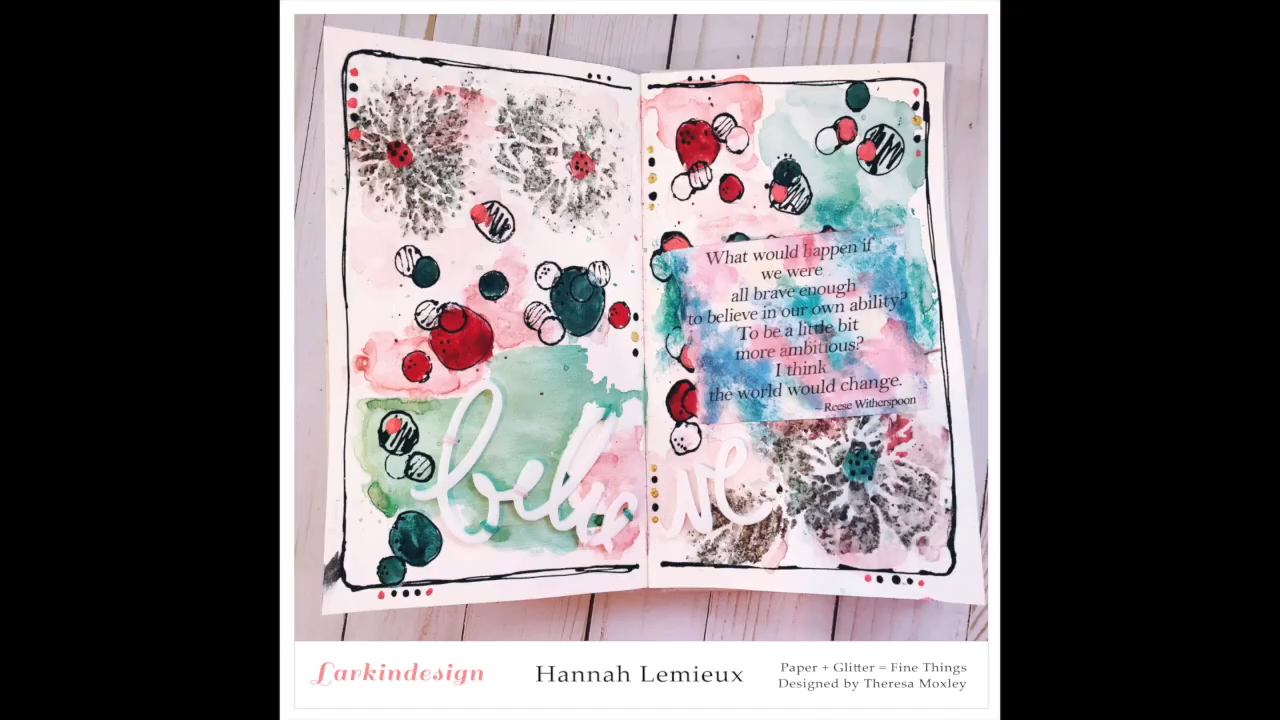 What would happen if
we were
all brave enough
to believe in our own ability?
To be a little bit
more ambitious?
I think
the world would change.
~ Reese Witherspoon
believe
Larkindesign
Hannah Lemieux
Paper + Glitter = Fine Things
Designed by Theresa Moxley